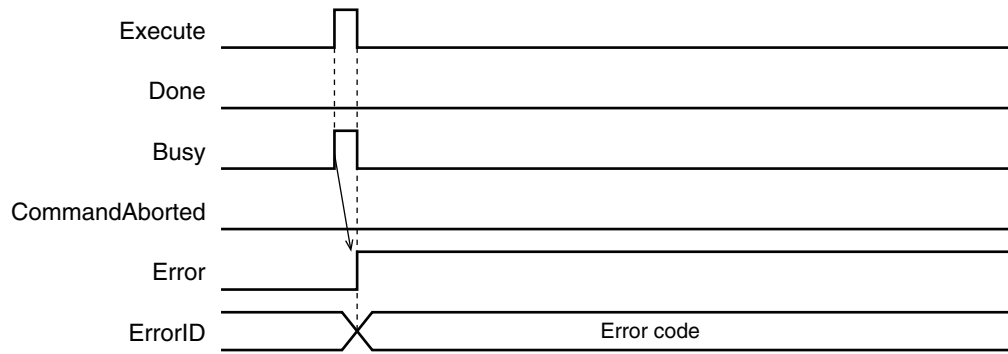 Execute
Done
Busy
CommandAborted
Error
ErrorID
Error code